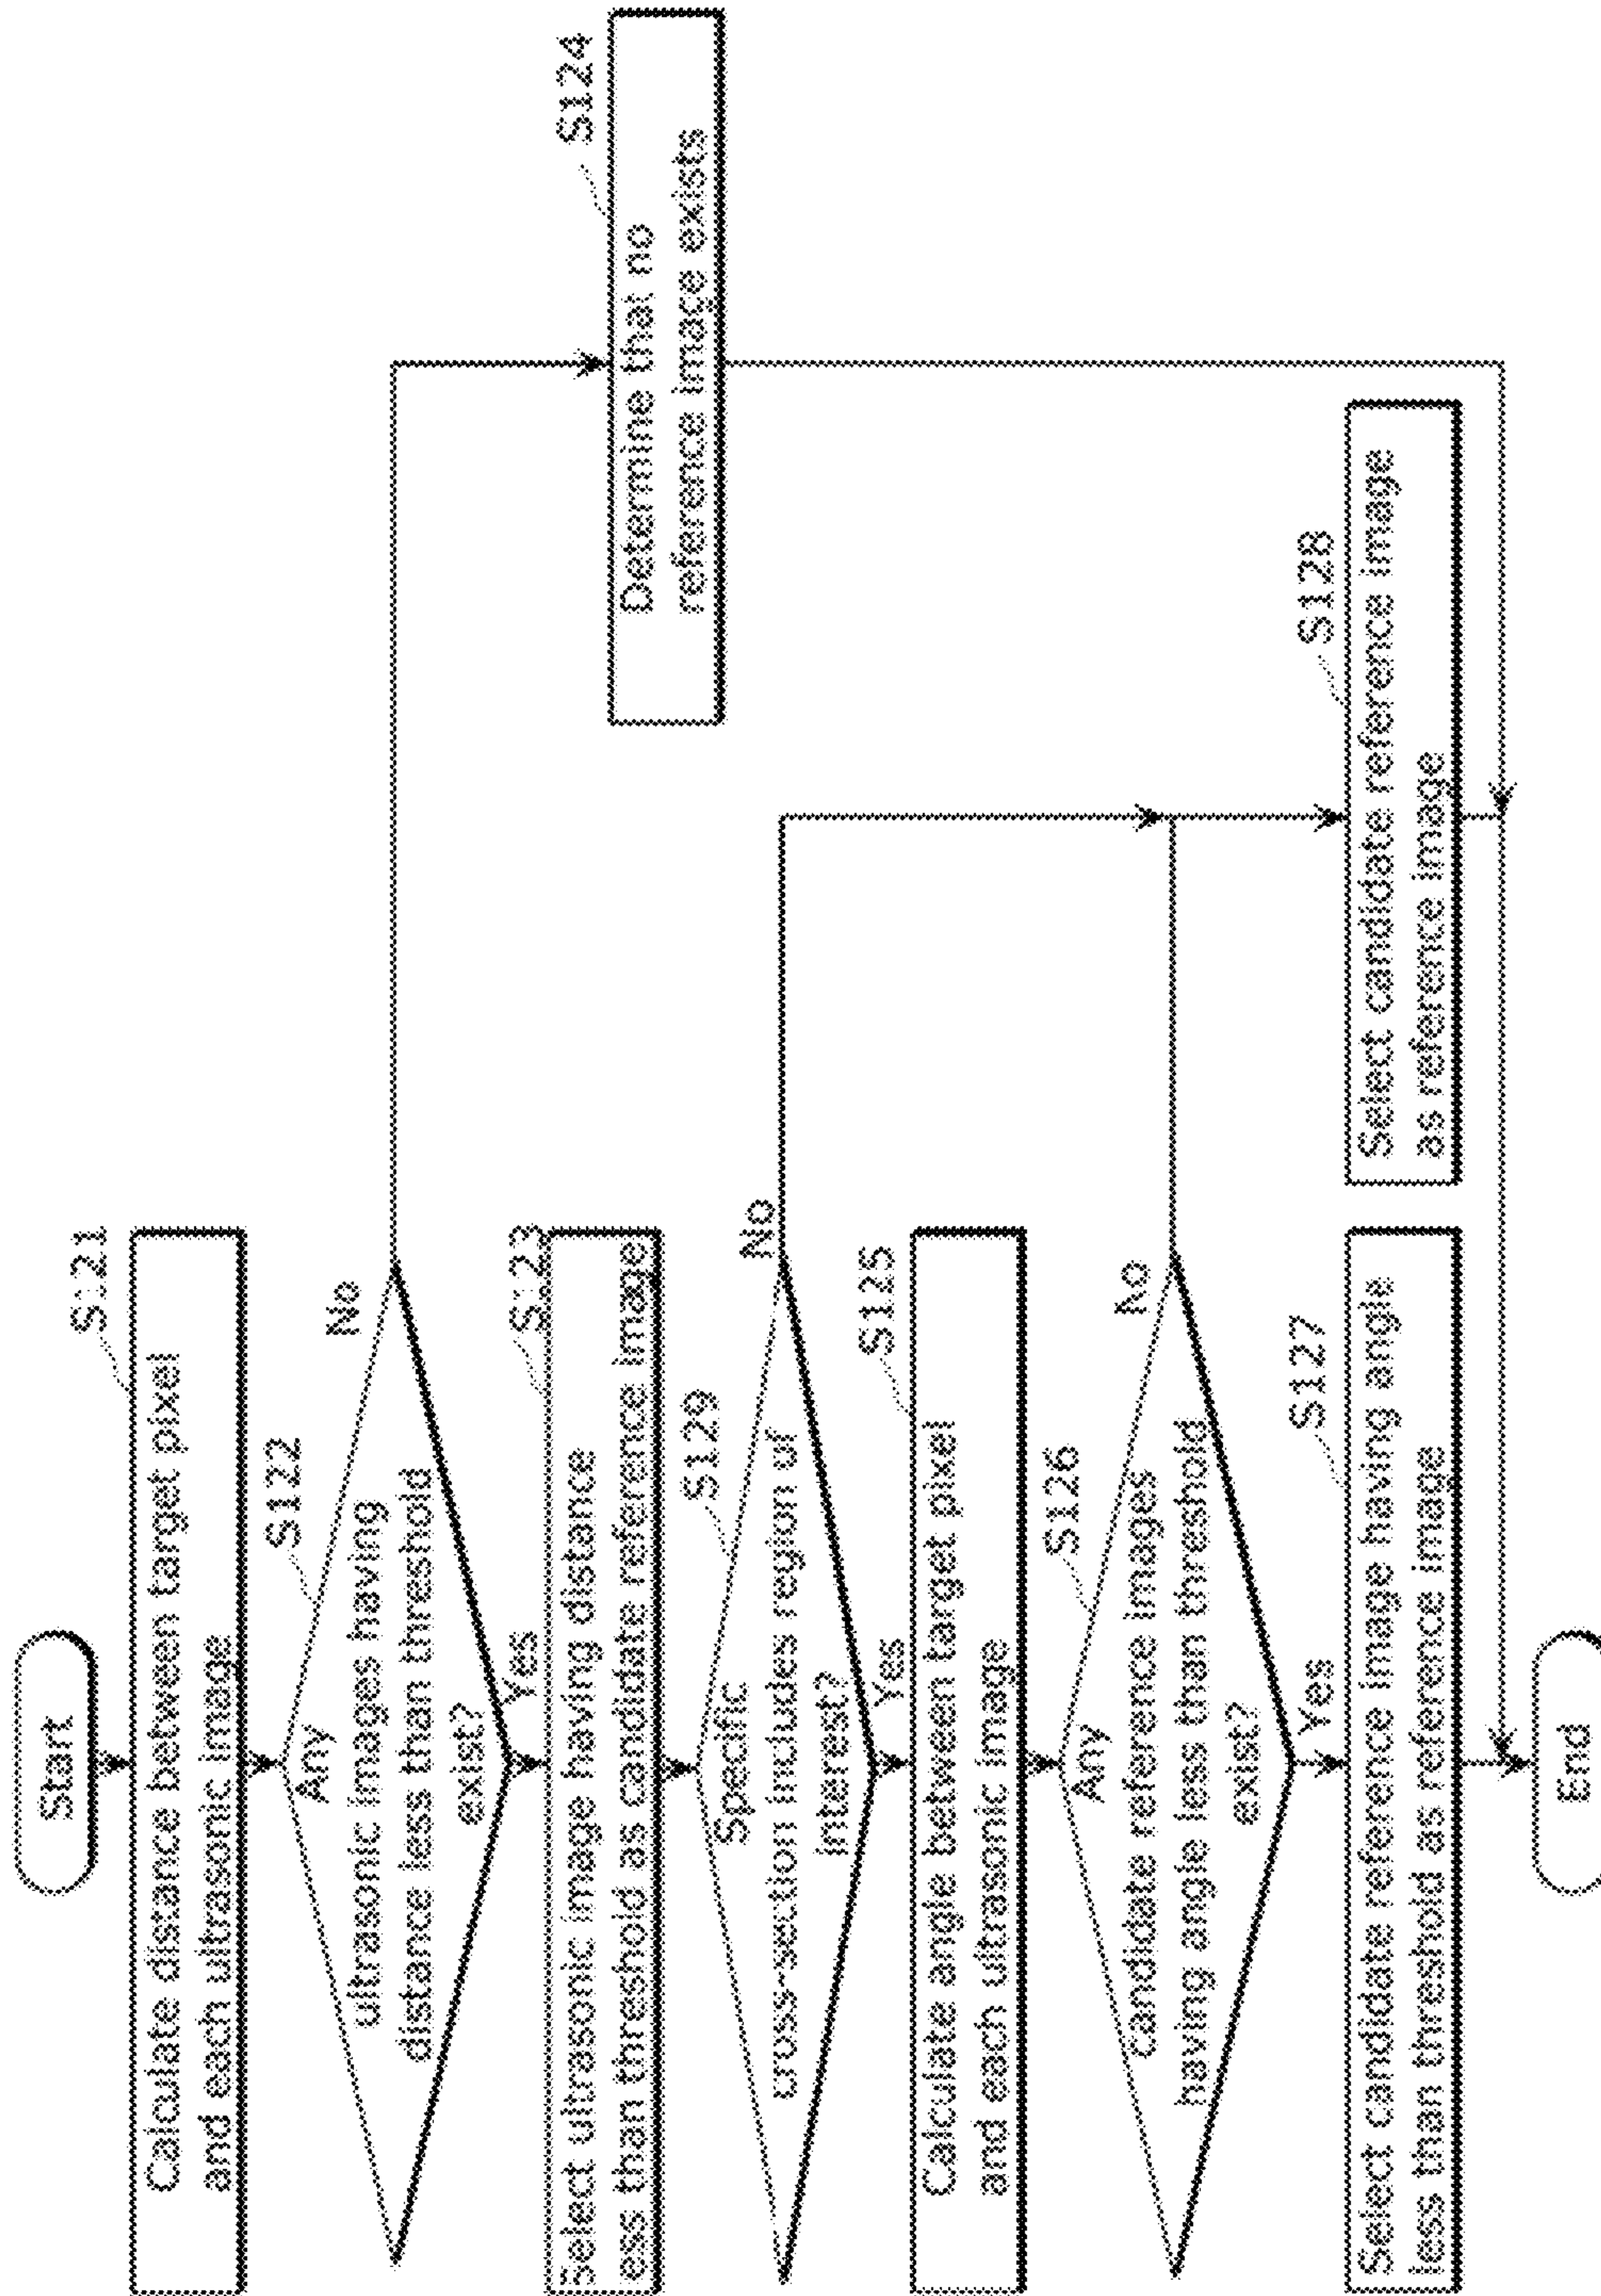 Start
S121
Calculate distance between target pixel
and each ultrasonic image
S122
Any
ultrasonic images having
distance less than threshold
exist?
No
Yes
S123
Select ultrasonic image having distance
less than threshold as candidate reference image
S124
Determine that no
reference image exists
S129
Specific
cross-section includes region of
interest?
No
Yes
S125
Calculate angle between target pixel
and each ultrasonic image
S126
Any
candidate reference images
having angle less than threshold
exist?
No
Yes
S127
Select candidate reference image having angle
less than threshold as reference image
S128
Select candidate reference image
as reference image
End